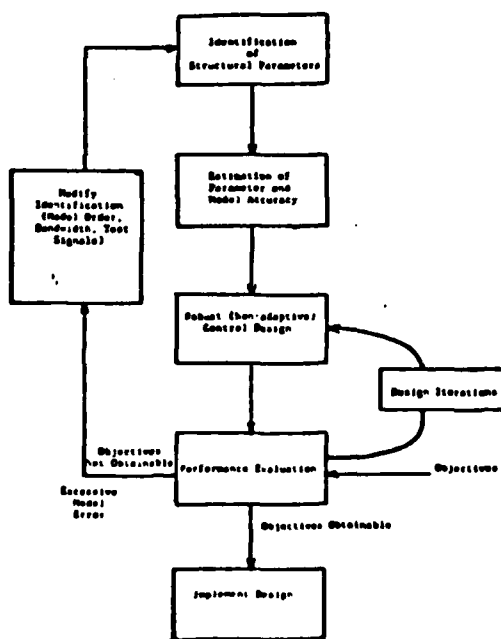 Identification
of
Structural Parameters
Estimation of
Parameter and
Model Accuracy
Modify
Identification
(Model Order,
Bandwidth, Test
Signals)
Robust (Non-adaptive)
Control Design
Design Iterations
Objectives
Not Obtainable
Performance Evaluation
Objectives
Excessive
Model
Error
Objectives Obtainable
Implement Design